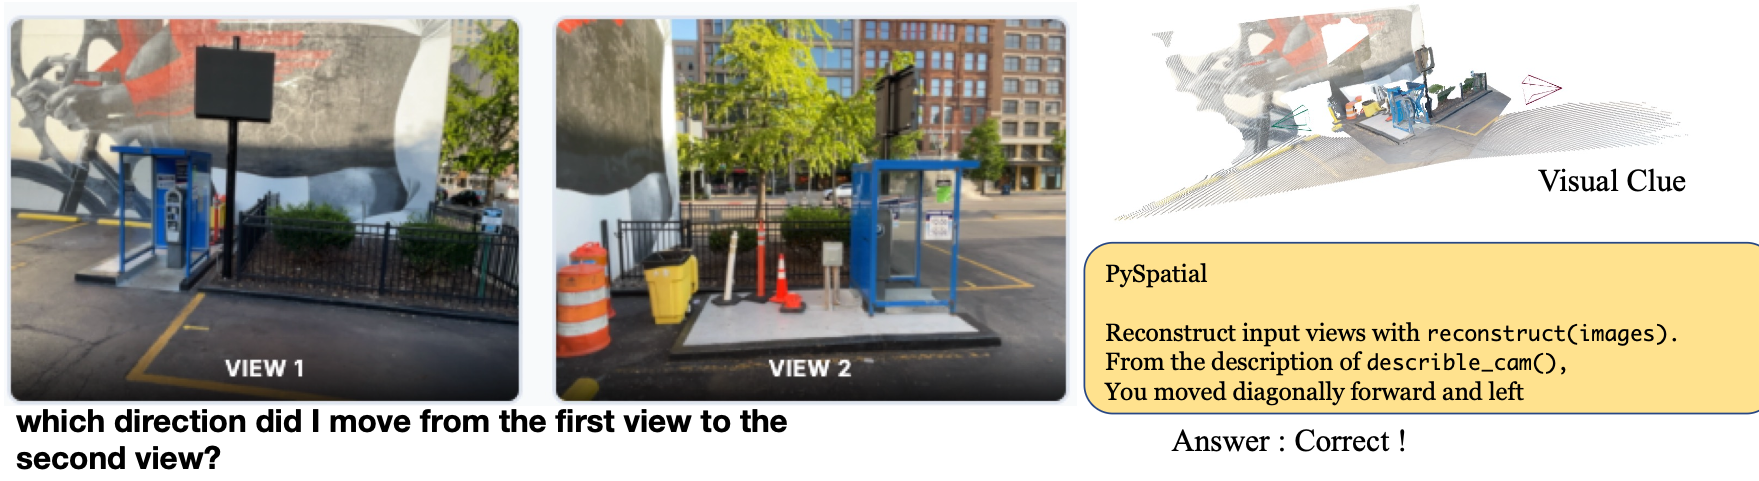 VIEW 1
VIEW 2
which direction did I move from the first view to the
second view?
Visual Clue
PySpatial
Reconstruct input views with reconstruct(images).
From the description of describle_cam(),
You moved diagonally forward and left
Answer : Correct !